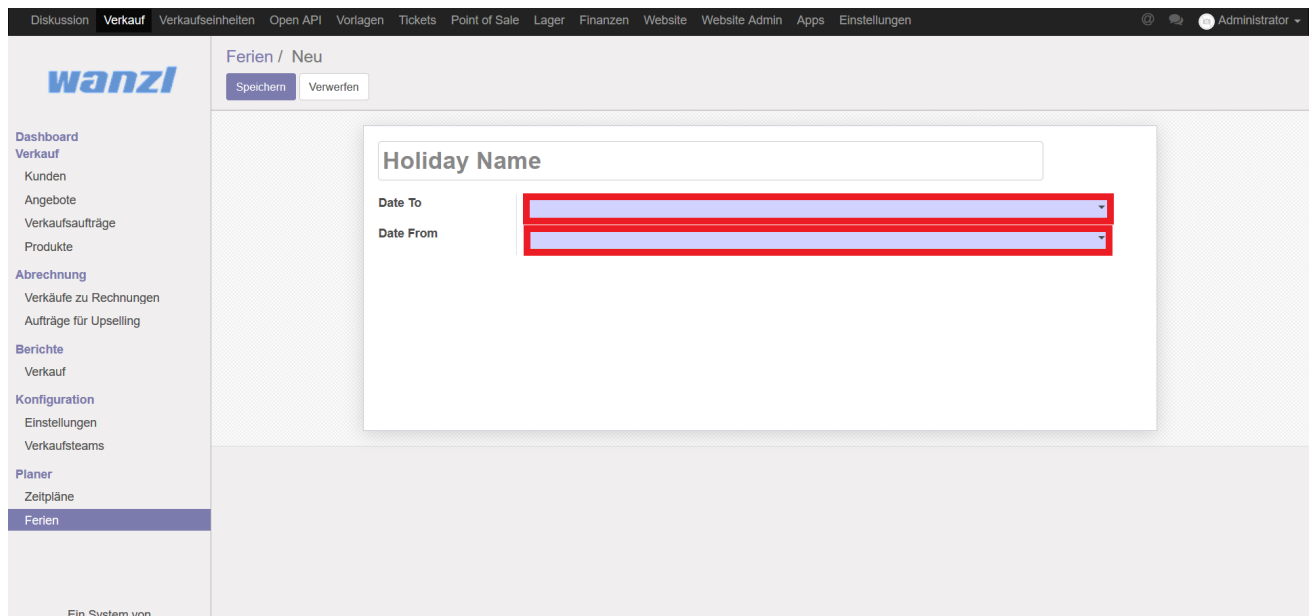 Diskussion Verkauf Verkaufseinheiten Open API Vorlagen Tickets Point of Sale Lager Finanzen Website Website Admin Apps Einstellungen @ Administrator
wanzl
Ferien / Neu
Speichern Verwerfen
Dashboard
Verkauf
Kunden
Angebote
Verkaufsaufträge
Produkte
Abrechnung
Verkäufe zu Rechnungen
Aufträge für Upselling
Berichte
Verkauf
Konfiguration
Einstellungen
Verkaufsteams
Planer
Zeitpläne
Ferien
Ein System von
Holiday Name
Date To
Date From